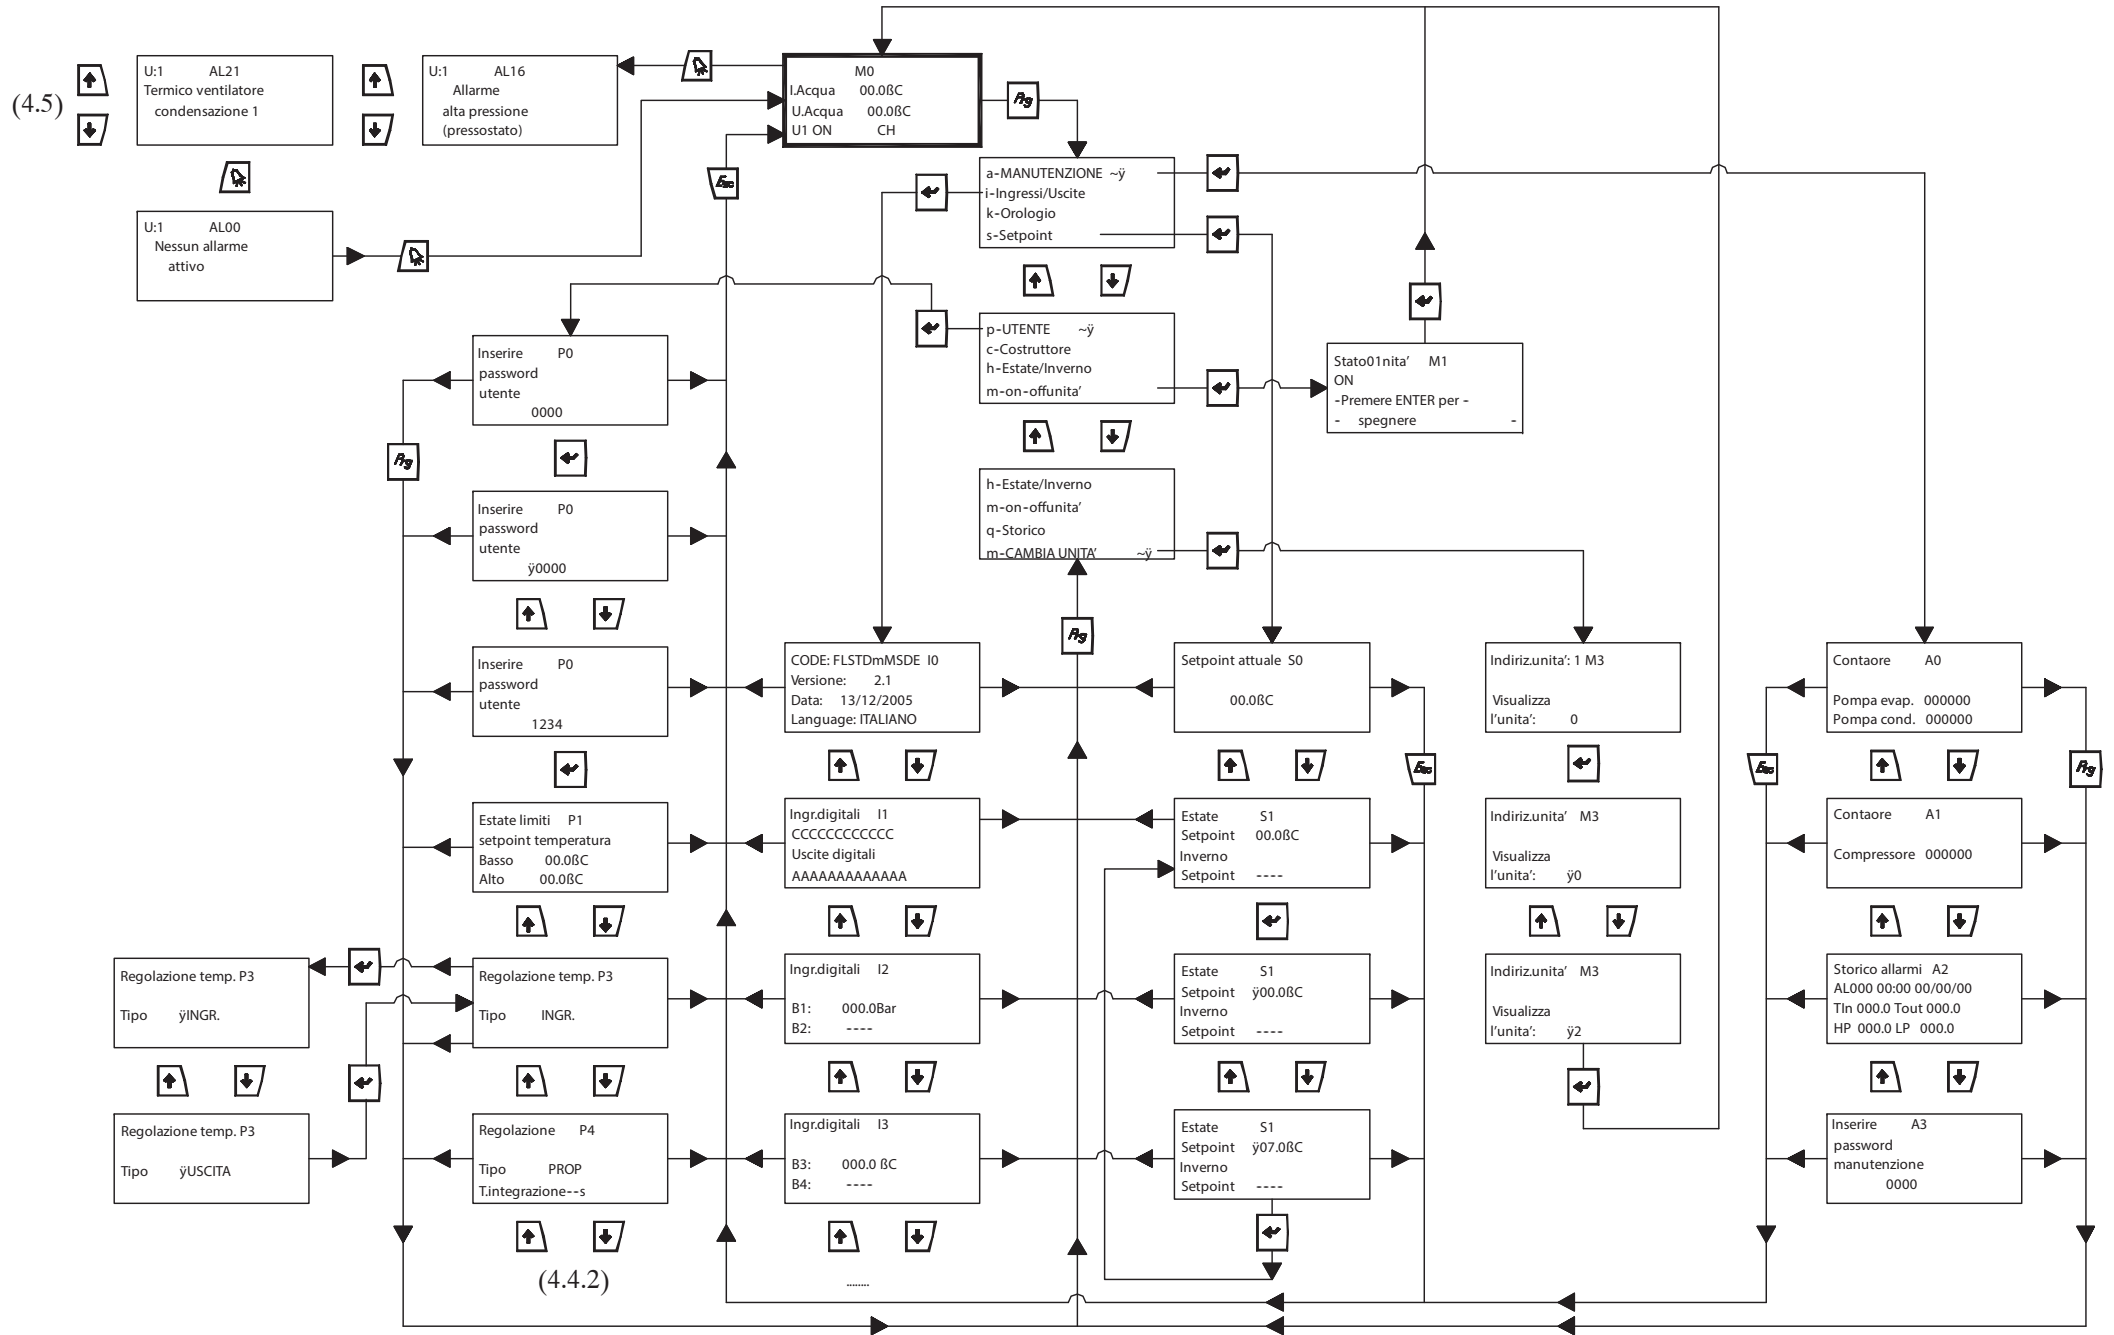 (4.5)
U:1 AL21
Termico ventilatore
condensazione 1
U:1 AL16
Allarme
alta pressione
(pressostato)
M0
I.Acqua 00.0ßC
U.Acqua 00.0ßC
U1 ON CH
Prg
U:1 AL00
Nessun allarme
attivo
Esc
a-MANUTENZIONE ~ÿ
i-Ingressi/Uscite
k-Orologio
s-Setpoint
p-UTENTE ~ÿ
c-Costruttore
h-Estate/Inverno
m-on-offunita’
Stato01nita’ M1
ON
-Premere ENTER per -
- spegnere -
h-Estate/Inverno
m-on-offunita’
q-Storico
m-CAMBIA UNITA’ ~ÿ
Prg
Inserire P0
password
utente
0000
Prg
Inserire P0
password
utente
ÿ0000
Inserire P0
password
utente
1234
Estate limiti P1
setpoint temperatura
Basso 00.0ßC
Alto 00.0ßC
Regolazione temp. P3
Tipo ÿINGR.
Regolazione temp. P3
Tipo INGR.
Regolazione temp. P3
Tipo ÿUSCITA
Regolazione P4
Tipo PROP
T.integrazione--s
(4.4.2)
CODE: FLSTDmMSDE I0
Versione: 2.1
Data: 13/12/2005
Language: ITALIANO
Ingr.digitali I1
CCCCCCCCCCCC
Uscite digitali
AAAAAAAAAAAAA
Ingr.digitali I2
B1: 000.0Bar
B2: ----
Ingr.digitali I3
B3: 000.0 ßC
B4: ----
.........
Setpoint attuale S0
00.0ßC
Esc
Estate S1
Setpoint 00.0ßC
Inverno
Setpoint ----
Estate S1
Setpoint ÿ00.0ßC
Inverno
Setpoint ----
Estate S1
Setpoint ÿ07.0ßC
Inverno
Setpoint ----
Indiriz.unita’: 1 M3
Visualizza
l’unita’: 0
Indiriz.unita’ M3
Visualizza
l’unita’: ÿ0
Indiriz.unita’ M3
Visualizza
l’unita’: ÿ2
Contaore A0
Pompa evap. 000000
Pompa cond. 000000
Esc
Prg
Contaore A1
Compressore 000000
Storico allarmi A2
AL000 00:00 00/00/00
TIn 000.0 Tout 000.0
HP 000.0 LP 000.0
Inserire A3
password
manutenzione
0000